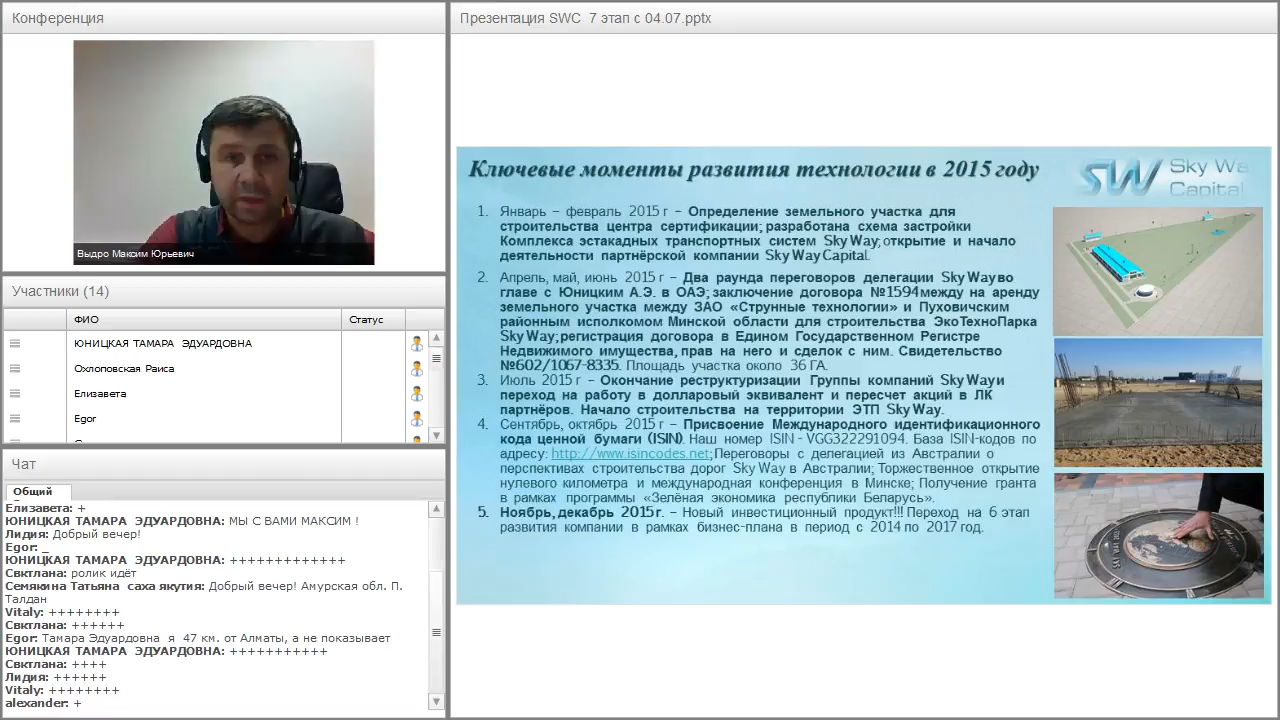 Конференция
Выдро Максим Юрьевич
Участники (14)
ФИО
Статус
ЮНИЦКАЯ ТАМАРА ЭДУАРДОВНА
Охлоповская Раиса
Елизавета
Egor
Чат
Общий
Елизавета: +
ЮНИЦКАЯ ТАМАРА ЭДУАРДОВНА: МЫ С ВАМИ МАКСИМ !
Лидия: Добрый вечер!
Egor: _
ЮНИЦКАЯ ТАМАРА ЭДУАРДОВНА: +++++++++++++
Свктлана: ролик идёт
Семякина Татьяна саха якутия: Добрый вечер! Амурская обл. П.
Талдан
Vitaly: ++++++++
Свктлана: ++++++
Egor: Тамара Эдуардовна я 47 км. от Алматы, а не показывает
ЮНИЦКАЯ ТАМАРА ЭДУАРДОВНА: +++++++++++
Свктлана: ++++
Лидия: ++++++
Vitaly: ++++++++
alexander: +
Презентация SWC 7 этап с 04.07.pptx
Ключевые моменты развития технологии в 2015 году
SW Sky Way
Capital
1. Январь – февраль 2015 г – Определение земельного участка для
строительства центра сертификации; разработана схема застройки
Комплекса эстакадных транспортных систем Sky Way; открытие и начало
деятельности партнёрской компании Sky Way Capital.
2. Апрель, май, июнь 2015 г – Два раунда переговоров делегации Sky Way во
главе с Юницким А.Э. в ОАЭ; заключение договора №1594 между на аренду
земельного участка между ЗАО «Струнные технологии» и Пуховичским
районным исполкомом Минской области для строительства ЭкоТехноПарка
Sky Way; регистрация договора в Едином Государственном Регистре
Недвижимого имущества, прав на него и сделок с ним. Свидетельство
№602/1067-8335. Площадь участка около 36 ГА.
3. Июль 2015 г – Окончание реструктуризации Группы компаний Sky Way и
переход на работу в долларовый эквивалент и пересчет акций в ЛК
партнёров. Начало строительства на территории ЭТП Sky Way.
4. Сентябрь, октябрь 2015 г – Присвоение Международного идентификационного
кода ценной бумаги (ISIN). Наш номер ISIN - VGG322291094. База ISIN-кодов по
адресу: http://www.isincodes.net; Переговоры с делегацией из Австралии о
перспективах строительства дорог Sky Way в Австралии; Торжественное открытие
нулевого километра и международная конференция в Минске; Получение гранта
в рамках программы «Зелёная экономика республики Беларусь».
5. Ноябрь, декабрь 2015 г. – Новый инвестиционный продукт!!! Переход на 6 этап
развития компании в рамках бизнес-плана в период с 2014 по 2017 год.